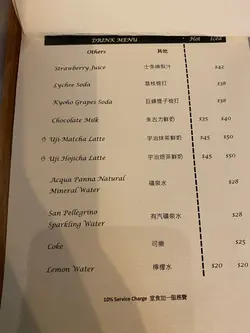 DRINK MENU Hot Iced
Others 其他
Strawberry Juice 士多啤梨汁 $42
Lychee Soda 荔枝梳打 $38
Kyoho Grapes Soda 巨峰提子梳打 $38
Chocolate Milk 朱古力鮮奶 $35 $40
Uji Matcha Latte 宇治抹茶鮮奶 $45 $50
Uji Hojicha Latte 宇治焙茶鮮奶 $45 $50
Acqua Panna Natural
Mineral Water 礦泉水 $28
San Pellegrino
Sparkling Water 有汽礦泉水 $28
Coke 可樂 $25
Lemon Water 檸檬水 $20 $20
10% Service Charge 堂食加一服務費